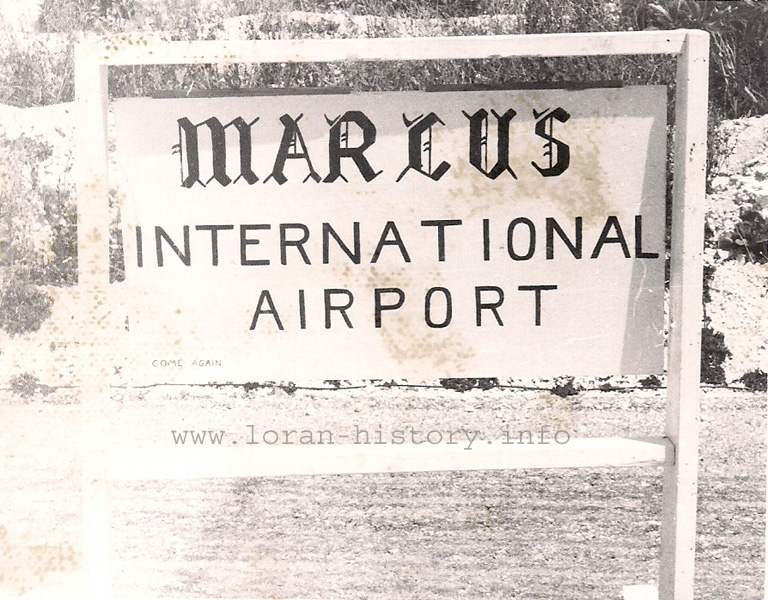 MARCUS
INTERNATIONAL
AIRPORT
COME AGAIN
www.loran-history.info